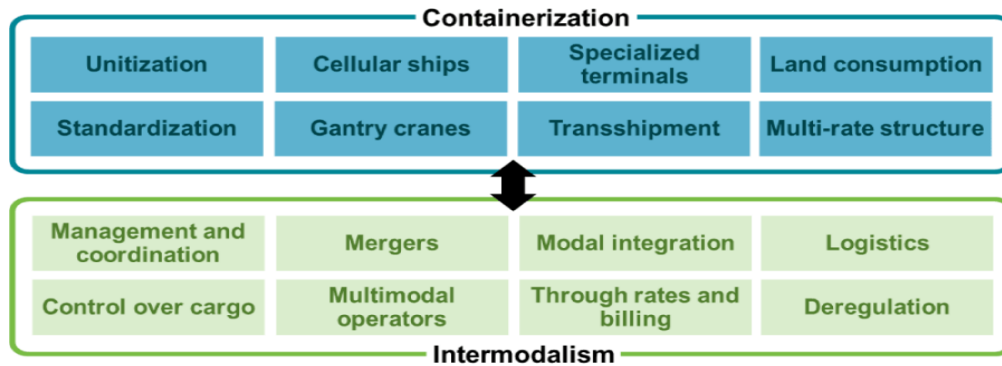 Containerization
Unitization
Cellular ships
Specialized
terminals
Land consumption
Standardization
Gantry cranes
Transshipment
Multi-rate structure
Management and
coordination
Mergers
Modal integration
Logistics
Control over cargo
Multimodal
operators
Through rates and
billing
Deregulation
Intermodalism